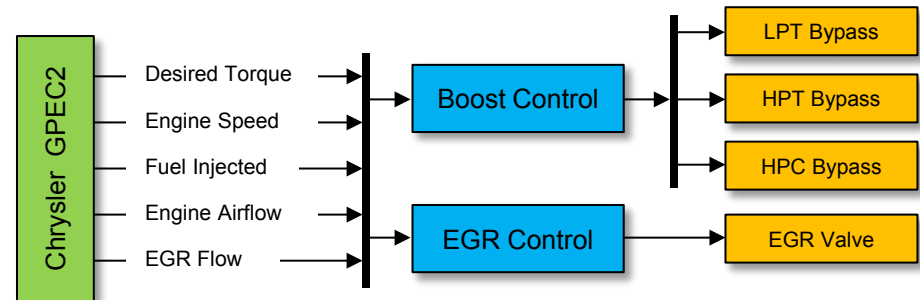 Chrysler GPEC2
Desired Torque
Engine Speed
Fuel Injected
Engine Airflow
EGR Flow
Boost Control
EGR Control
LPT Bypass
HPT Bypass
HPC Bypass
EGR Valve